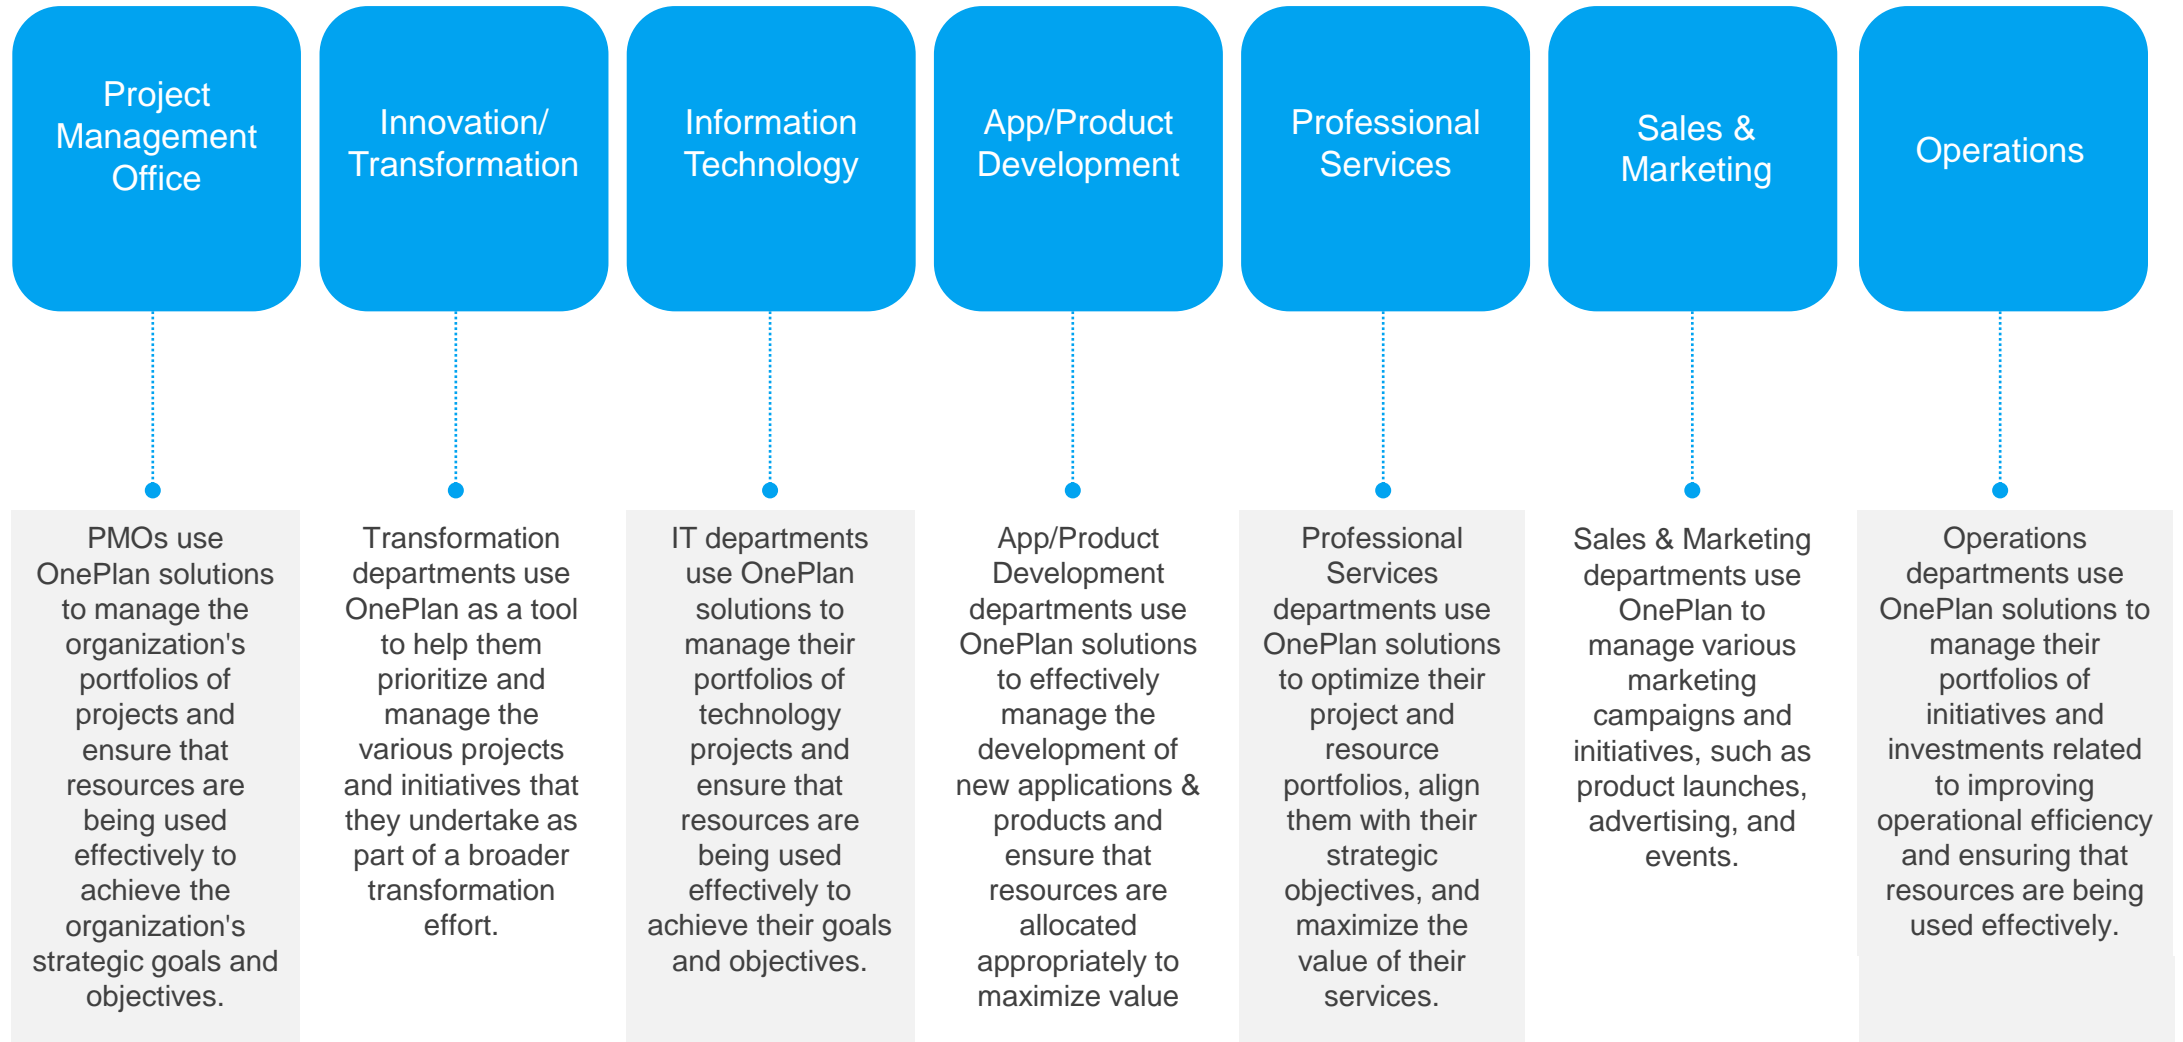 Project
Management
Office
Innovation/
Transformation
Information
Technology
App/Product
Development
Professional
Services
Sales &
Marketing
Operations
PMOs use
OnePlan solutions
to manage the
organization's
portfolios of
projects and
ensure that
resources are
being used
effectively to
achieve the
organization's
strategic goals and
objectives.
Transformation
departments use
OnePlan as a tool
to help them
prioritize and
manage the
various projects
and initiatives that
they undertake as
part of a broader
transformation
effort.
IT departments
use OnePlan
solutions to
manage their
portfolios of
technology
projects and
ensure that
resources are
being used
effectively to
achieve their goals
and objectives.
App/Product
Development
departments use
OnePlan solutions
to effectively
manage the
development of
new applications &
products and
ensure that
resources are
allocated
appropriately to
maximize value
Professional
Services
departments use
OnePlan solutions
to optimize their
project and
resource
portfolios, align
them with their
strategic
objectives, and
maximize the
value of their
services.
Sales & Marketing
departments use
OnePlan to
manage various
marketing
campaigns and
initiatives, such as
product launches,
advertising, and
events.
Operations
departments use
OnePlan solutions to
manage their
portfolios of
initiatives and
investments related
to improving
operational efficiency
and ensuring that
resources are being
used effectively.